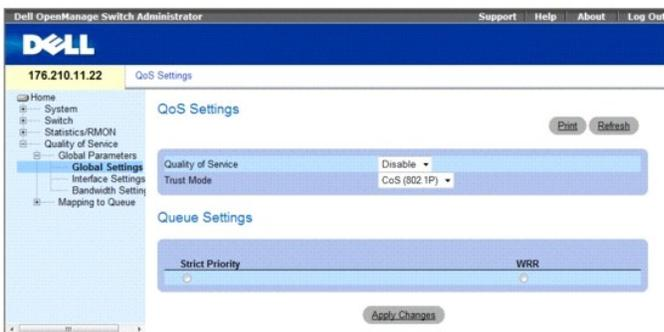 Dell OpenManage Switch Administrator Support Help About Log Out
DELL
176.210.11.22 QoS Settings
Home
System
Switch
Statistics/RMON
Quality of Service
Global Parameters
Global Settings
Interface Settings
Bandwidth Setting
Mapping to Queue
QoS Settings
Print Refresh
Quality of Service Disable
Trust Mode CoS (802.1P)
Queue Settings
Strict Priority WRR
Apply Changes